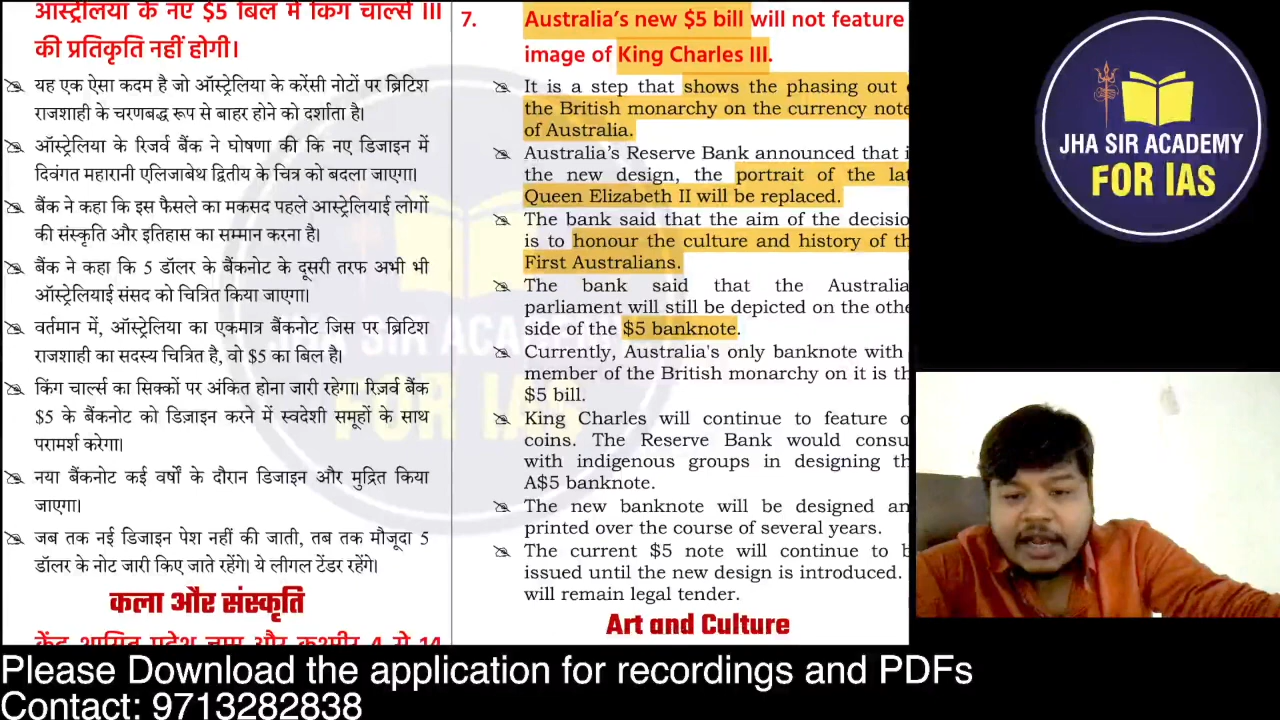 आस्ट्रेलिया के नए $5 बिल में किंग चार्ल्स III
की प्रतिकृति नहीं होगी।
यह एक ऐसा कदम है जो ऑस्ट्रेलिया के करेंसी नोटों पर ब्रिटिश
राजशाही के चरणबद्ध रूप से बाहर होने को दर्शाता है।
ऑस्ट्रेलिया के रिज़र्व बैंक ने घोषणा की कि नए डिजाइन में
दिवंगत महारानी एलिजाबेथ द्वितीय के चित्र को बदला जाएगा।
बैंक ने कहा कि इस फैसले का मकसद पहले आस्ट्रेलियाई लोगों
की संस्कृति और इतिहास का सम्मान करना है।
बैंक ने कहा कि 5 डॉलर के बैंकनोट के दूसरी तरफ अभी भी
ऑस्ट्रेलियाई संसद को चित्रित किया जाएगा।
वर्तमान में, ऑस्ट्रेलिया का एकमात्र बैंकनोट जिस पर ब्रिटिश
राजशाही का सदस्य चित्रित है, वो $5 का बिल है।
किंग चार्ल्स का सिक्कों पर अंकित होना जारी रहेगा। रिज़र्व बैंक
$5 के बैंकनोट को डिज़ाइन करने में स्वदेशी समूहों के साथ
परामर्श करेगा।
नया बैंकनोट कई वर्षों के दौरान डिजाइन और मुद्रित किया
जाएगा।
जब तक नई डिजाइन पेश नहीं की जाती, तब तक मौजूदा 5
डॉलर के नोट जारी किए जाते रहेंगे। ये लीगल टेंडर रहेंगे।
कला और संस्कृति
7. Australia's new $5 bill will not feature
image of King Charles III.
It is a step that shows the phasing out
the British monarchy on the currency note
of Australia.
Australia's Reserve Bank announced that i
the new design, the portrait of the lat
Queen Elizabeth II will be replaced.
The bank said that the aim of the decisio
is to honour the culture and history of th
First Australians.
The bank said that the Australia
parliament will still be depicted on the othe
side of the $5 banknote.
Currently, Australia's only banknote with
member of the British monarchy on it is th
$5 bill.
King Charles will continue to feature o
coins. The Reserve Bank would consu
with indigenous groups in designing th
A$5 banknote.
The new banknote will be designed an
printed over the course of several years.
The current $5 note will continue to b
issued until the new design is introduced.
will remain legal tender.
Art and Culture
JHA SIR ACADEMY
FOR IAS
JHA SIR ACADEMY
FOR IAS
Please Download the application for recordings and PDFs
Contact: 9713282838